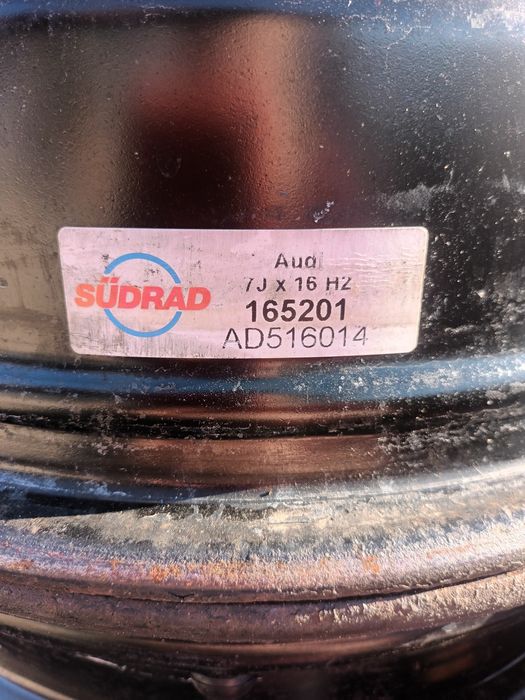 SÜDRAD
Audi
7J x 16 H2
165201
AD516014